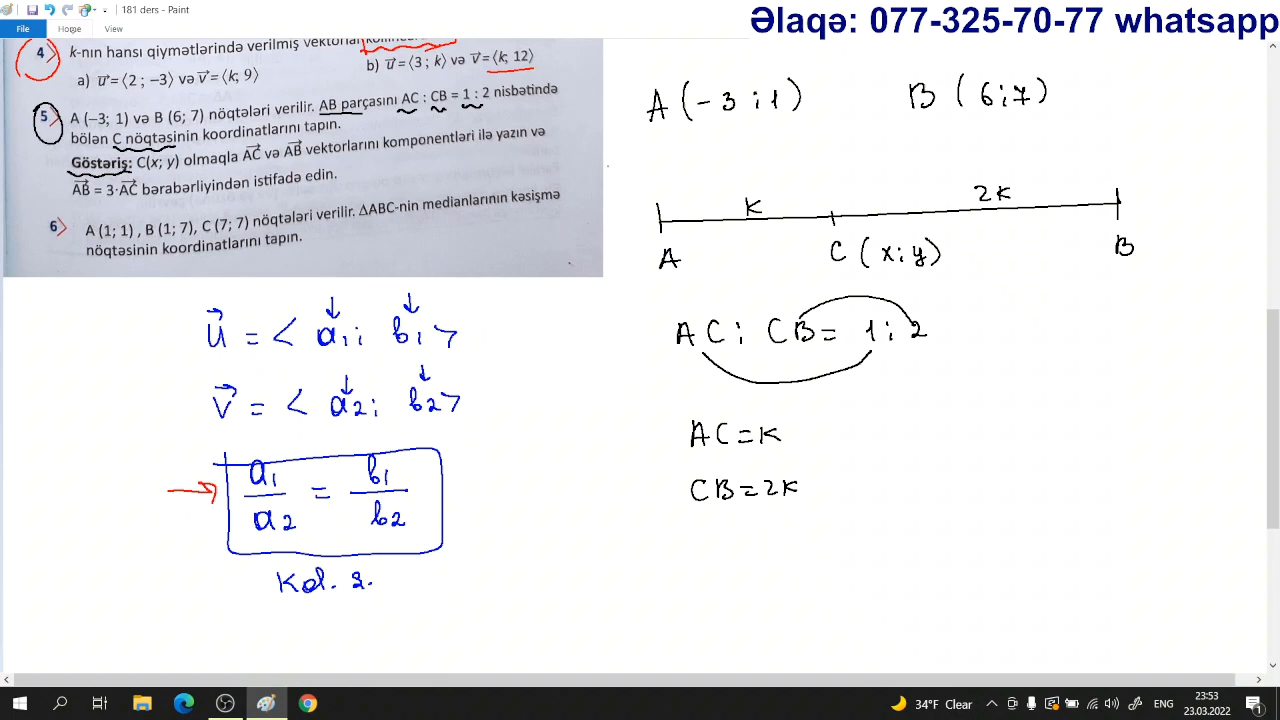 181 ders - Paint
Əlaqə: 077-325-70-77 whatsapp
File Home View
4 k-nın hansı qiymətlərində verilmiş vektorlar
a) u⃗ = ⟨2 ; −3⟩ və v⃗ = ⟨k; 9⟩ b) u⃗ = ⟨3 ; k⟩ və v⃗ = ⟨k; 12⟩
5 A (−3; 1) və B (6; 7) nöqtələri verilir. AB parçasını AC : CB = 1 : 2 nisbətində
bölən C nöqtəsinin koordinatlarını tapın.
Göstəriş: C(x; y) olmaqla AC⃗ və AB⃗ vektorlarını komponentləri ilə yazın və
AB⃗ = 3·AC⃗ bərabərliyindən istifadə edin.
6 A (1; 1) , B (1; 7), C (7; 7) nöqtələri verilir. ΔABC-nin medianlarının kəsişmə
nöqtəsinin koordinatlarını tapın.
A (-3 ; 1) B ( 6 ; 7)
K 2K
A C ( x ; y) B
AC : CB = 1 : 2
AC = K
CB = 2K
u⃗ = < a1 ; b1 >
v⃗ = < a2 ; b2 >
a1 / a2 = b1 / b2
Kol. ş.
34°F Clear ENG 23:53
23.03.2022 1